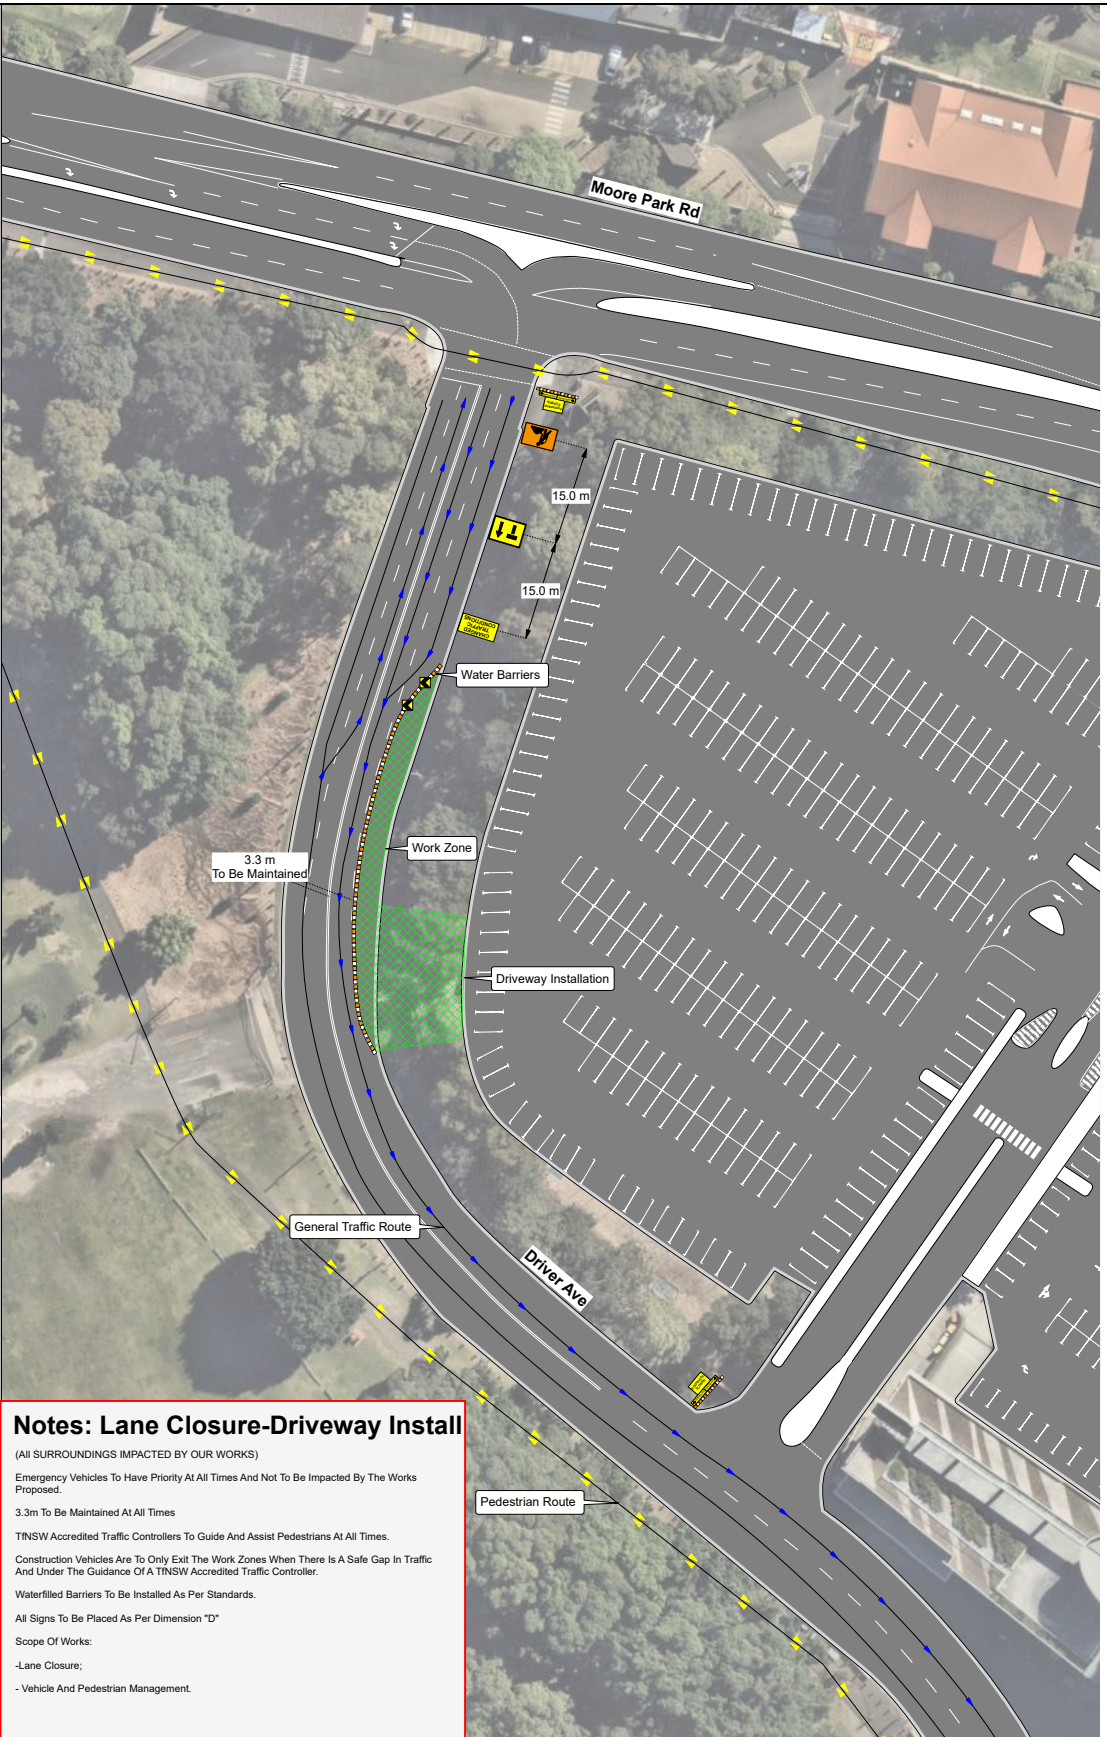 Moore Park Rd
15.0 m
15.0 m
CHANGED
TRAFFIC
CONDITIONS
Water Barriers
Work Zone
3.3 m
To Be Maintained
Driveway Installation
General Traffic Route
Driver Ave
Pedestrian Route
Notes: Lane Closure-Driveway Install
(All SURROUNDINGS IMPACTED BY OUR WORKS)
Emergency Vehicles To Have Priority At All Times And Not To Be Impacted By The Works
Proposed.
3.3m To Be Maintained At All Times
TfNSW Accredited Traffic Controllers To Guide And Assist Pedestrians At All Times.
Construction Vehicles Are To Only Exit The Work Zones When There Is A Safe Gap In Traffic
And Under The Guidance Of A TfNSW Accredited Traffic Controller.
Waterfilled Barriers To Be Installed As Per Standards.
All Signs To Be Placed As Per Dimension "D"
Scope Of Works:
-Lane Closure;
- Vehicle And Pedestrian Management.